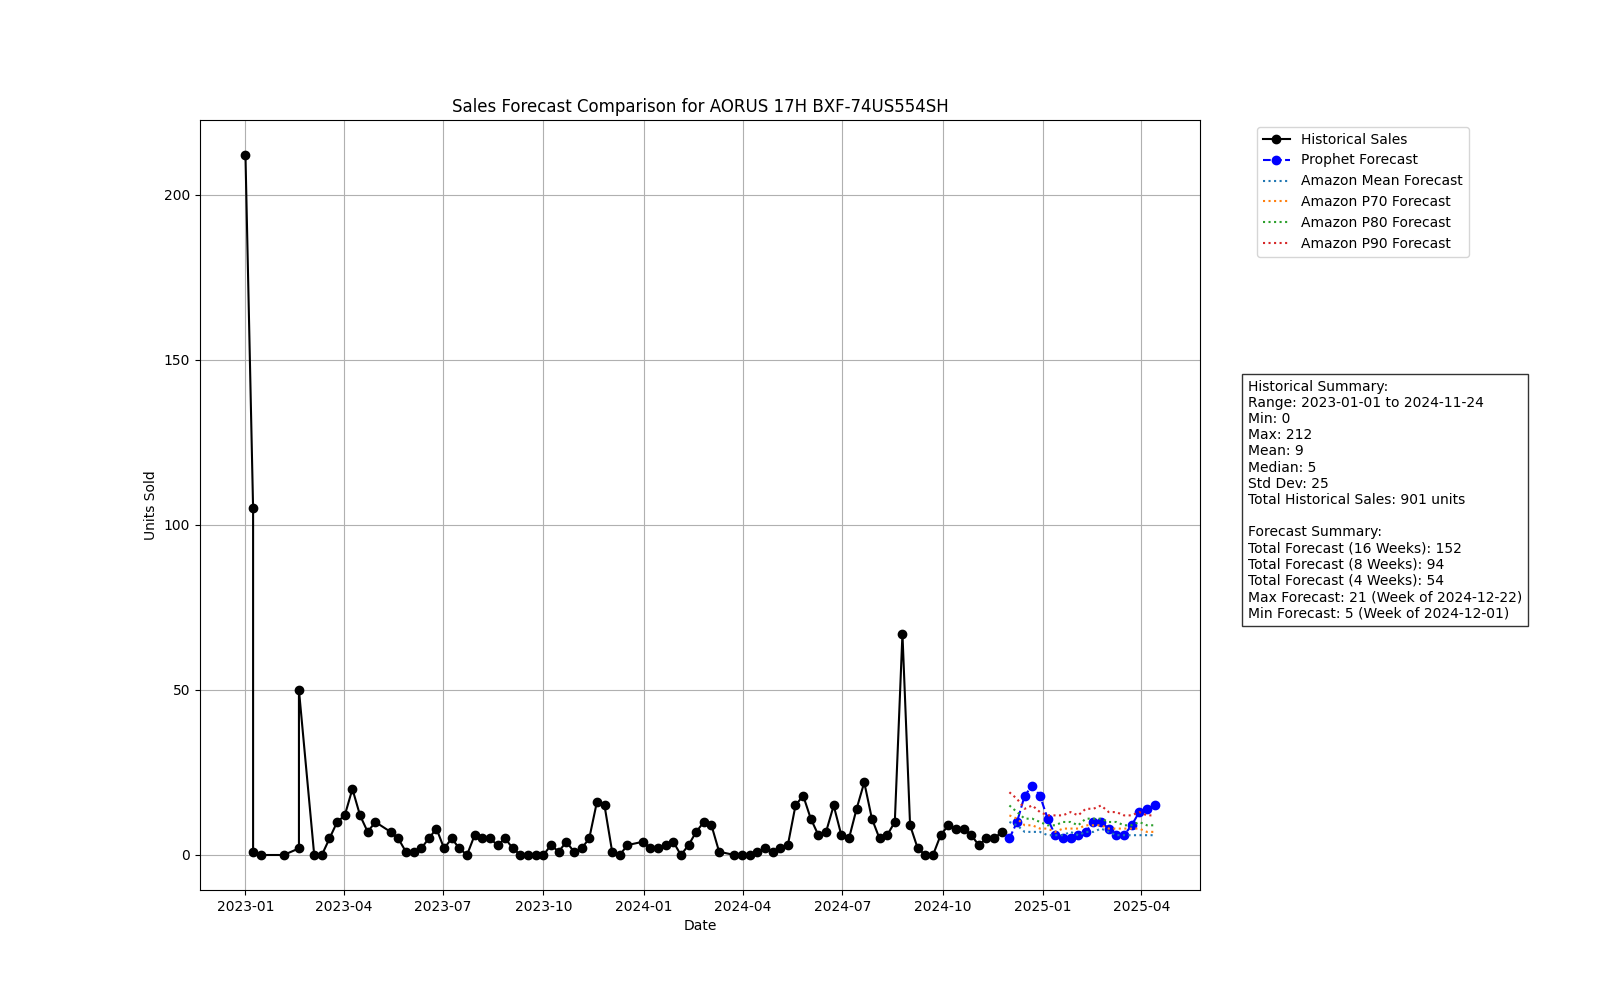 Sales Forecast Comparison for AORUS 17H BXF-74US554SH
Historical Sales
Prophet Forecast
Amazon Mean Forecast
Amazon P70 Forecast
Amazon P80 Forecast
Amazon P90 Forecast
200
150
100
50
0
Units Sold
Historical Summary:
Range: 2023-01-01 to 2024-11-24
Min: 0
Max: 212
Mean: 9
Median: 5
Std Dev: 25
Total Historical Sales: 901 units
Forecast Summary:
Total Forecast (16 Weeks): 152
Total Forecast (8 Weeks): 94
Total Forecast (4 Weeks): 54
Max Forecast: 21 (Week of 2024-12-22)
Min Forecast: 5 (Week of 2024-12-01)
2023-01 2023-04 2023-07 2023-10 2024-01 2024-04 2024-07 2024-10 2025-01 2025-04
Date